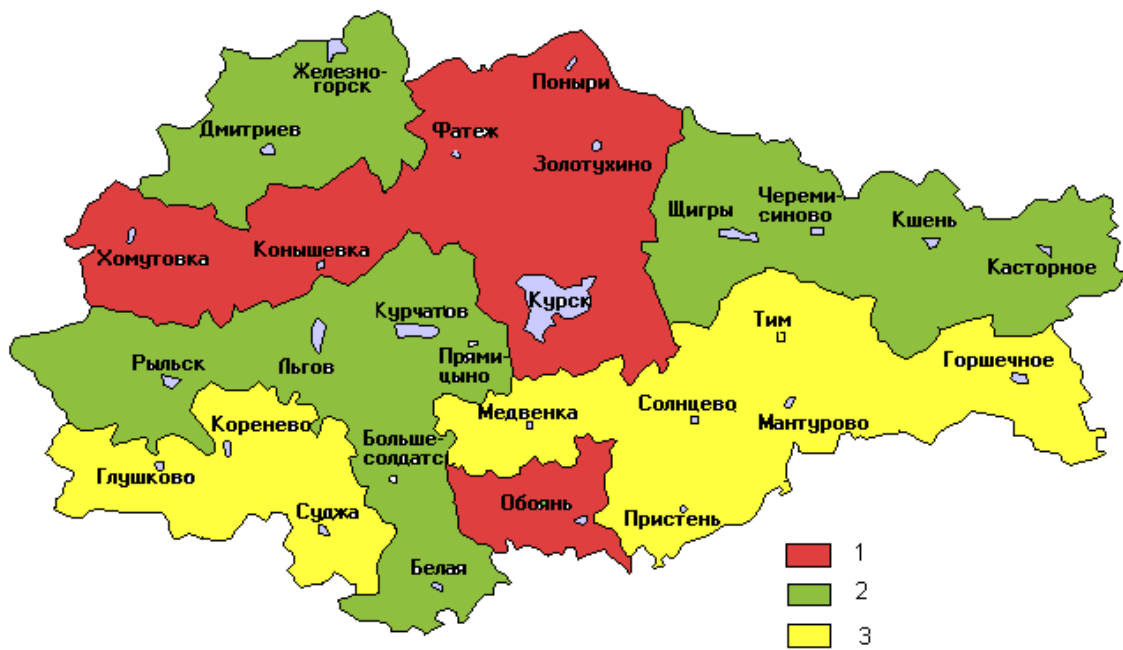 Железно-
горск
Поныри
Дмитриев
Фатеж
Золотухино
Щигры
Череми-
синово
Кшень
Касторное
Хомутовка
Конышевка
Курск
Курчатов
Тим
Рыльск
Льгов
Прями-
цыно
Горшечное
Медвенка
Солнцево
Мантурово
Коренево
Больше-
солдатс
Глушково
Суджа
Обоянь
Пристень
Белая
1
2
3